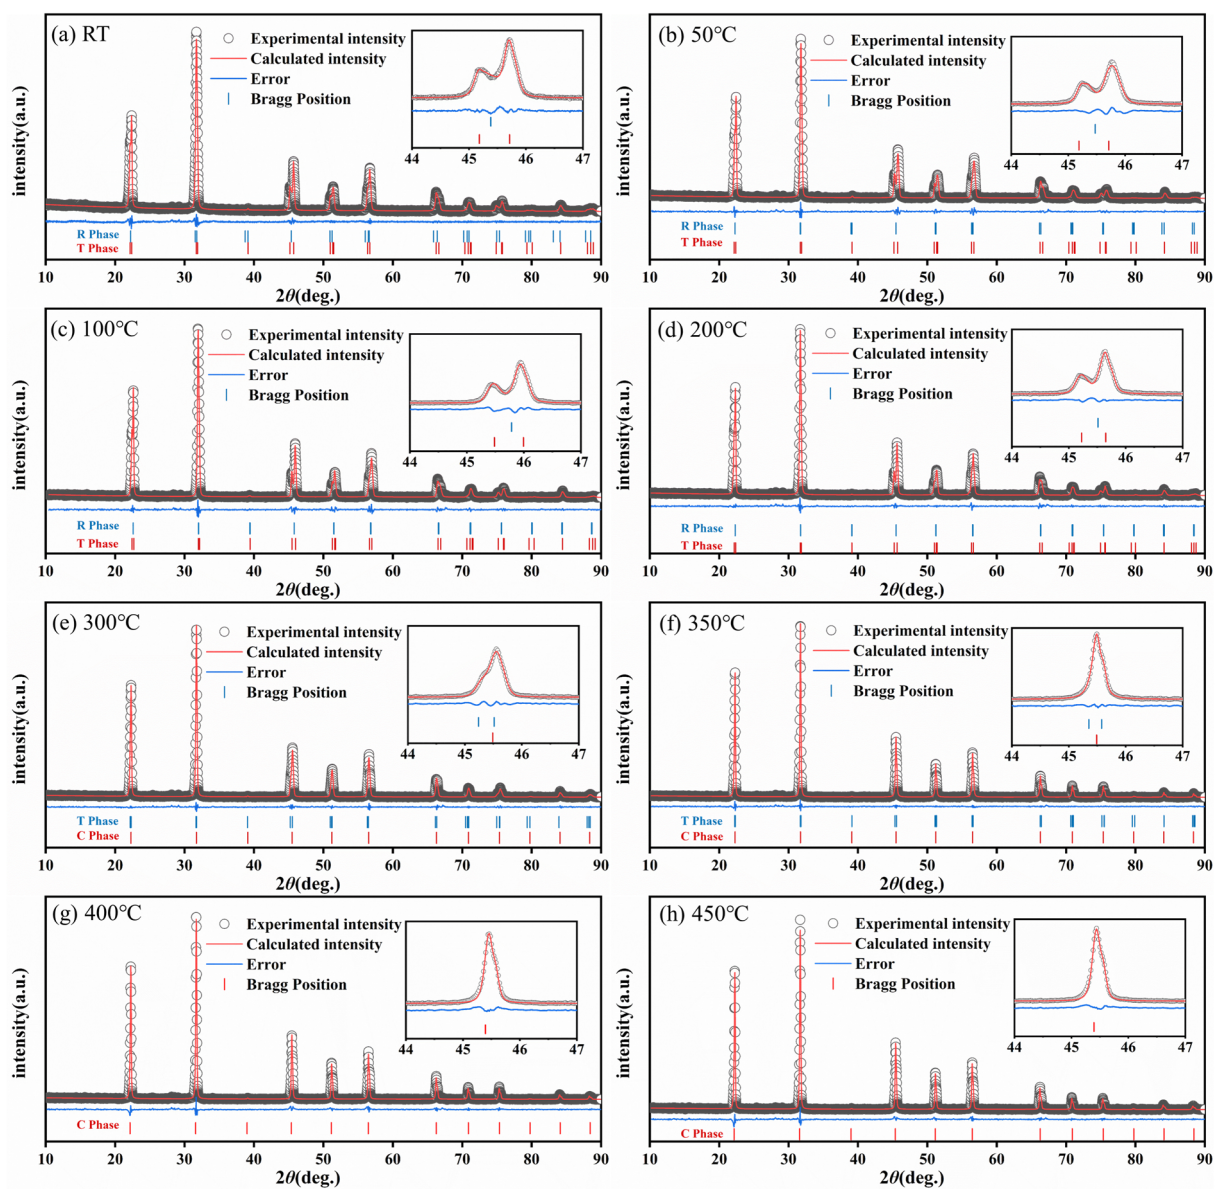 (a) RT
Experimental intensity
Calculated intensity
Error
Bragg Position
44 45 46 47
intensity(a.u.)
R Phase
T Phase
10 20 30 40 50 60 70 80 90
2θ(deg.)
(b) 50℃
Experimental intensity
Calculated intensity
Error
Bragg Position
44 45 46 47
intensity(a.u.)
R Phase
T Phase
10 20 30 40 50 60 70 80 90
2θ(deg.)
(c) 100℃
Experimental intensity
Calculated intensity
Error
Bragg Position
44 45 46 47
intensity(a.u.)
R Phase
T Phase
10 20 30 40 50 60 70 80 90
2θ(deg.)
(d) 200℃
Experimental intensity
Calculated intensity
Error
Bragg Position
44 45 46 47
intensity(a.u.)
R Phase
T Phase
10 20 30 40 50 60 70 80 90
2θ(deg.)
(e) 300℃
Experimental intensity
Calculated intensity
Error
Bragg Position
44 45 46 47
intensity(a.u.)
T Phase
C Phase
10 20 30 40 50 60 70 80 90
2θ(deg.)
(f) 350℃
Experimental intensity
Calculated intensity
Error
Bragg Position
44 45 46 47
intensity(a.u.)
T Phase
C Phase
10 20 30 40 50 60 70 80 90
2θ(deg.)
(g) 400℃
Experimental intensity
Calculated intensity
Error
Bragg Position
44 45 46 47
intensity(a.u.)
C Phase
10 20 30 40 50 60 70 80 90
2θ(deg.)
(h) 450℃
Experimental intensity
Calculated intensity
Error
Bragg Position
44 45 46 47
intensity(a.u.)
C Phase
10 20 30 40 50 60 70 80 90
2θ(deg.)